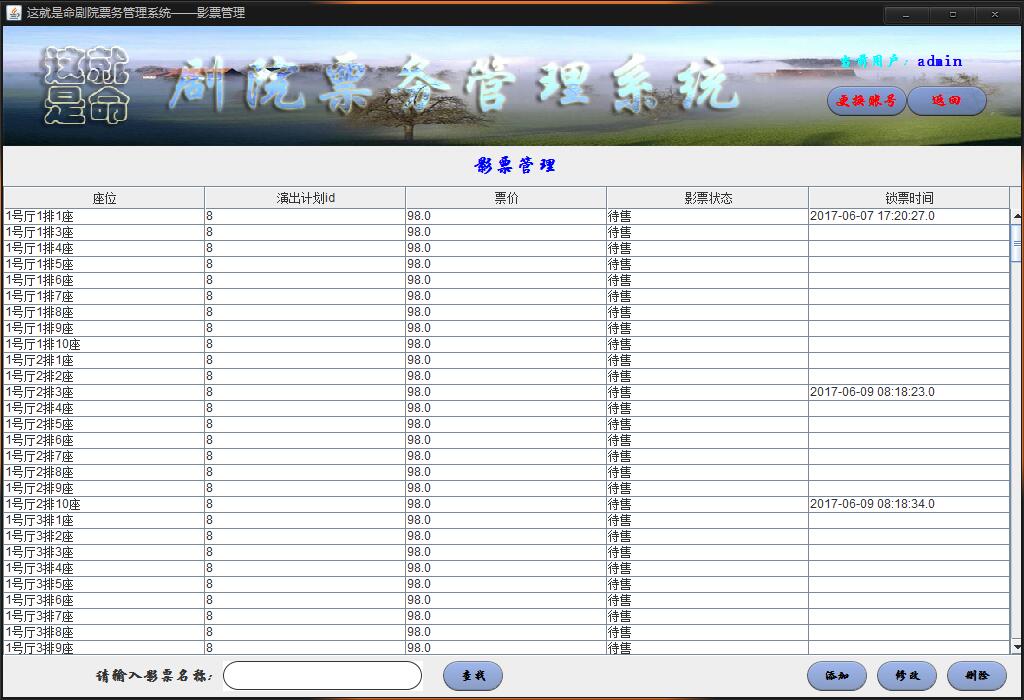 这就是命剧院票务管理系统——影票管理
这就是命
剧院票务管理系统
当前用户：admin
更换账号 返回
影票管理
座位 演出计划id 票价 影票状态 锁票时间
1号厅1排1座 8 98.0 待售 2017-06-07 17:20:27.0
1号厅1排3座 8 98.0 待售
1号厅1排4座 8 98.0 待售
1号厅1排5座 8 98.0 待售
1号厅1排6座 8 98.0 待售
1号厅1排7座 8 98.0 待售
1号厅1排8座 8 98.0 待售
1号厅1排9座 8 98.0 待售
1号厅1排10座 8 98.0 待售
1号厅2排1座 8 98.0 待售
1号厅2排2座 8 98.0 待售
1号厅2排3座 8 98.0 待售 2017-06-09 08:18:23.0
1号厅2排4座 8 98.0 待售
1号厅2排5座 8 98.0 待售
1号厅2排6座 8 98.0 待售
1号厅2排7座 8 98.0 待售
1号厅2排8座 8 98.0 待售
1号厅2排9座 8 98.0 待售
1号厅2排10座 8 98.0 待售 2017-06-09 08:18:34.0
1号厅3排1座 8 98.0 待售
1号厅3排2座 8 98.0 待售
1号厅3排3座 8 98.0 待售
1号厅3排4座 8 98.0 待售
1号厅3排5座 8 98.0 待售
1号厅3排6座 8 98.0 待售
1号厅3排7座 8 98.0 待售
1号厅3排8座 8 98.0 待售
1号厅3排9座 8 98.0 待售
请输入影票名称： 查找 添加 修改 删除